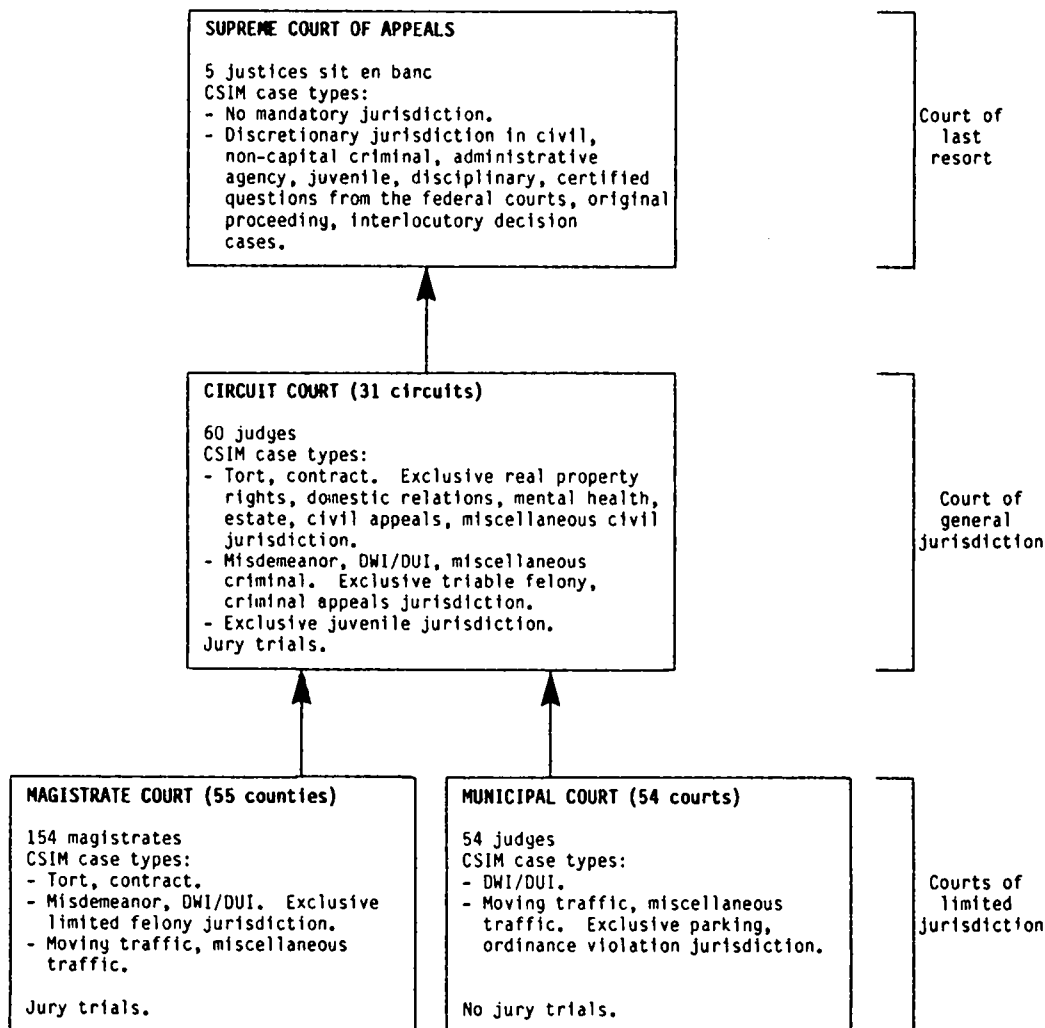 SUPREME COURT OF APPEALS
5 justices sit en banc
CSIM case types:
- No mandatory jurisdiction.
- Discretionary jurisdiction in civil,
non-capital criminal, administrative
agency, juvenile, disciplinary, certified
questions from the federal courts, original
proceeding, interlocutory decision
cases.
Court of
last
resort
CIRCUIT COURT (31 circuits)
60 judges
CSIM case types:
- Tort, contract. Exclusive real property
rights, domestic relations, mental health,
estate, civil appeals, miscellaneous civil
jurisdiction.
- Misdemeanor, DWI/DUI, miscellaneous
criminal. Exclusive triable felony,
criminal appeals jurisdiction.
- Exclusive juvenile jurisdiction.
Jury trials.
Court of
general
jurisdiction
MAGISTRATE COURT (55 counties)
154 magistrates
CSIM case types:
- Tort, contract.
- Misdemeanor, DWI/DUI. Exclusive
limited felony jurisdiction.
- Moving traffic, miscellaneous
traffic.
Jury trials.
MUNICIPAL COURT (54 courts)
54 judges
CSIM case types:
- DWI/DUI.
- Moving traffic, miscellaneous
traffic. Exclusive parking,
ordinance violation jurisdiction.
No jury trials.
Courts of
limited
jurisdiction